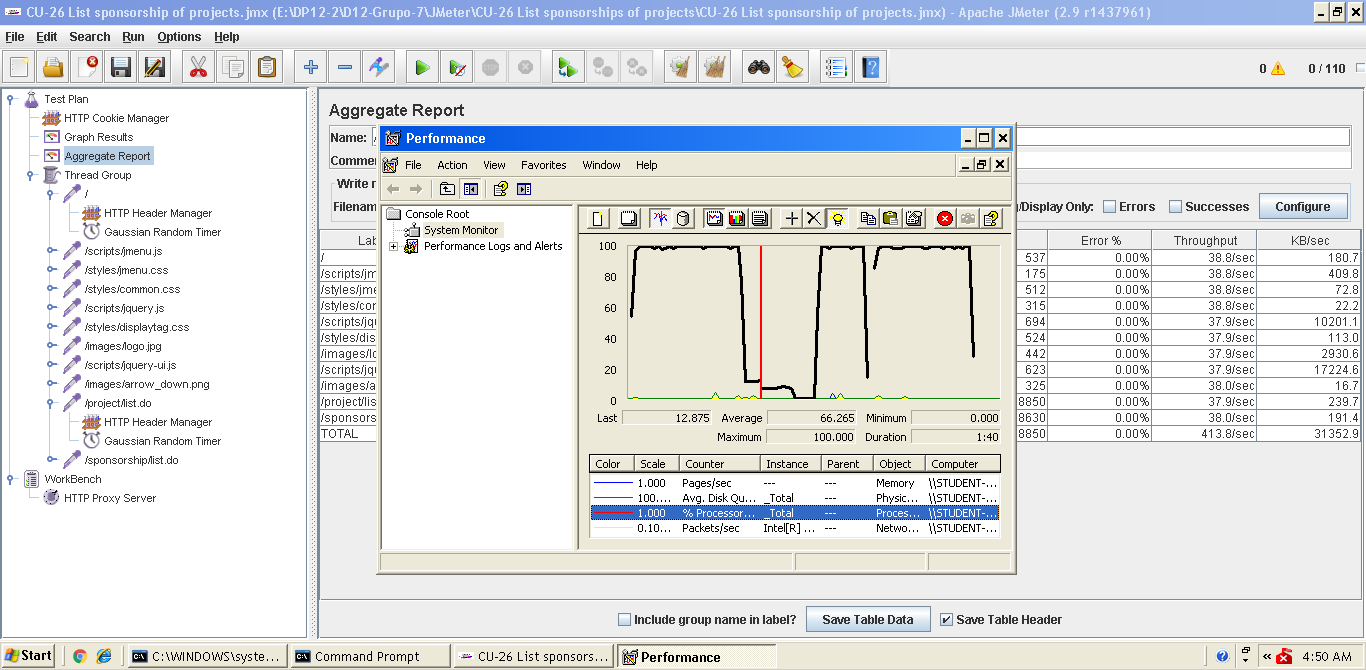 CU-26 List sponsorship of projects.jmx (E:\DP12-2\D12-Grupo-7\JMeter\CU-26 List sponsorships of projects\CU-26 List sponsorship of projects.jmx) - Apache JMeter (2.9 r1437961)
File Edit Search Run Options Help
0 0 / 110
Test Plan
HTTP Cookie Manager
Graph Results
Aggregate Report
Thread Group
/
HTTP Header Manager
Gaussian Random Timer
/scripts/jmenu.js
/styles/jmenu.css
/styles/common.css
/scripts/jquery.js
/styles/displaytag.css
/images/logo.jpg
/scripts/jquery-ui.js
/images/arrow_down.png
/project/list.do
HTTP Header Manager
Gaussian Random Timer
/sponsorship/list.do
WorkBench
HTTP Proxy Server
Aggregate Report
Name:
Comme
Write r
Filenam
/Display Only: Errors Successes Configure
Lab Error % Throughput KB/sec
/ 537 0.00% 38.8/sec 180.7
/scripts/jm 175 0.00% 38.8/sec 409.8
/styles/jme 512 0.00% 38.8/sec 72.8
/styles/cor 315 0.00% 38.8/sec 22.2
/scripts/jqu 694 0.00% 37.9/sec 10201.1
/styles/dis 524 0.00% 37.9/sec 113.0
/images/lo 442 0.00% 37.9/sec 2930.6
/scripts/jqu 623 0.00% 37.9/sec 17224.6
/images/a 325 0.00% 38.0/sec 16.7
/project/lis 8850 0.00% 37.9/sec 239.7
/sponsors 8630 0.00% 38.0/sec 191.4
TOTAL 8850 0.00% 413.8/sec 31352.9
Performance
File Action View Favorites Window Help
Console Root
System Monitor
Performance Logs and Alerts
100
80
60
40
20
0
Last 12.875 Average 66.265 Minimum 0.000
Maximum 100.000 Duration 1:40
Color Scale Counter Instance Parent Object Computer
1.000 Pages/sec --- --- Memory \\STUDENT-...
100.... Avg. Disk Qu... _Total --- Physic... \\STUDENT-...
1.000 % Processor... _Total --- Proces... \\STUDENT-...
0.10... Packets/sec Intel[R] ... --- Netwo... \\STUDENT-...
Include group name in label? Save Table Data Save Table Header
Start C:\WINDOWS\syste... Command Prompt CU-26 List sponsors... Performance 4:50 AM